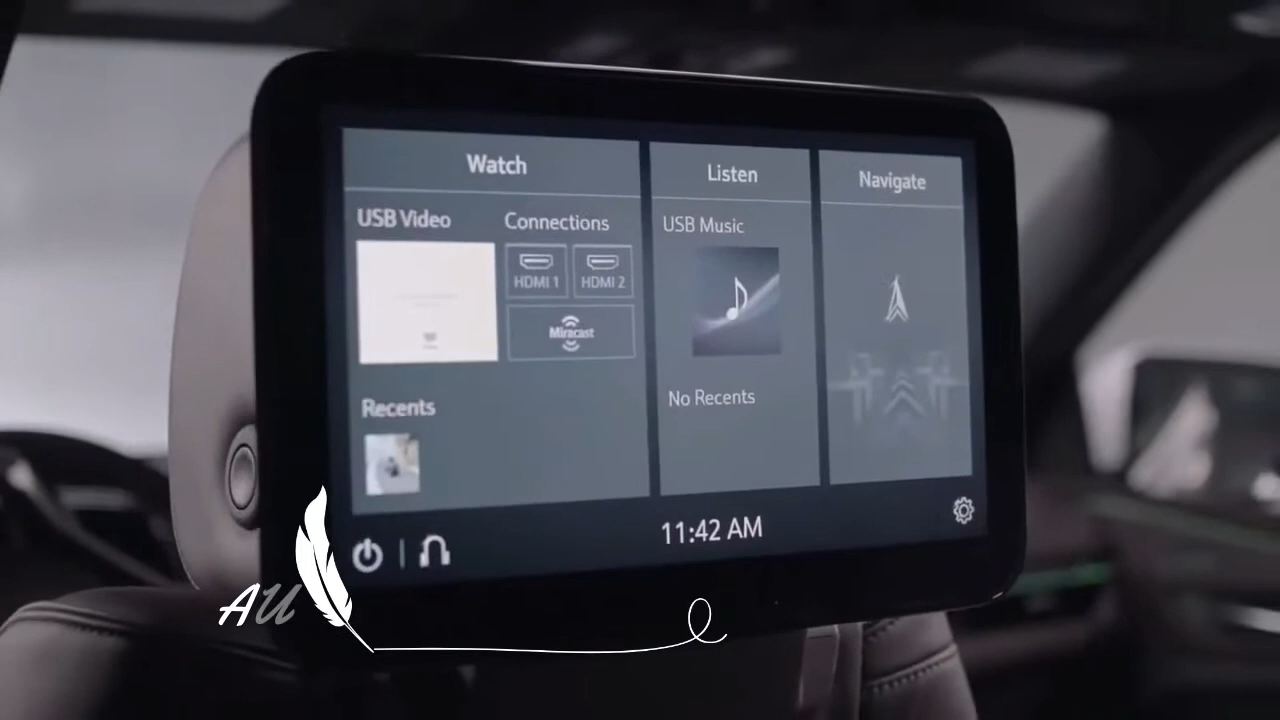 Watch
USB Video
Connections
HDMI 1
HDMI 2
Miracast
Recents
Listen
USB Music
No Recents
Navigate
11:42 AM
AU